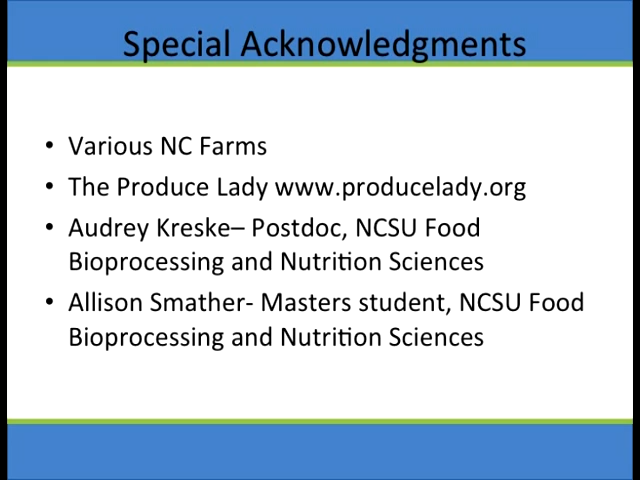 Special Acknowledgments
• Various NC Farms
• The Produce Lady www.producelady.org
• Audrey Kreske– Postdoc, NCSU Food
Bioprocessing and Nutrition Sciences
• Allison Smather- Masters student, NCSU Food
Bioprocessing and Nutrition Sciences